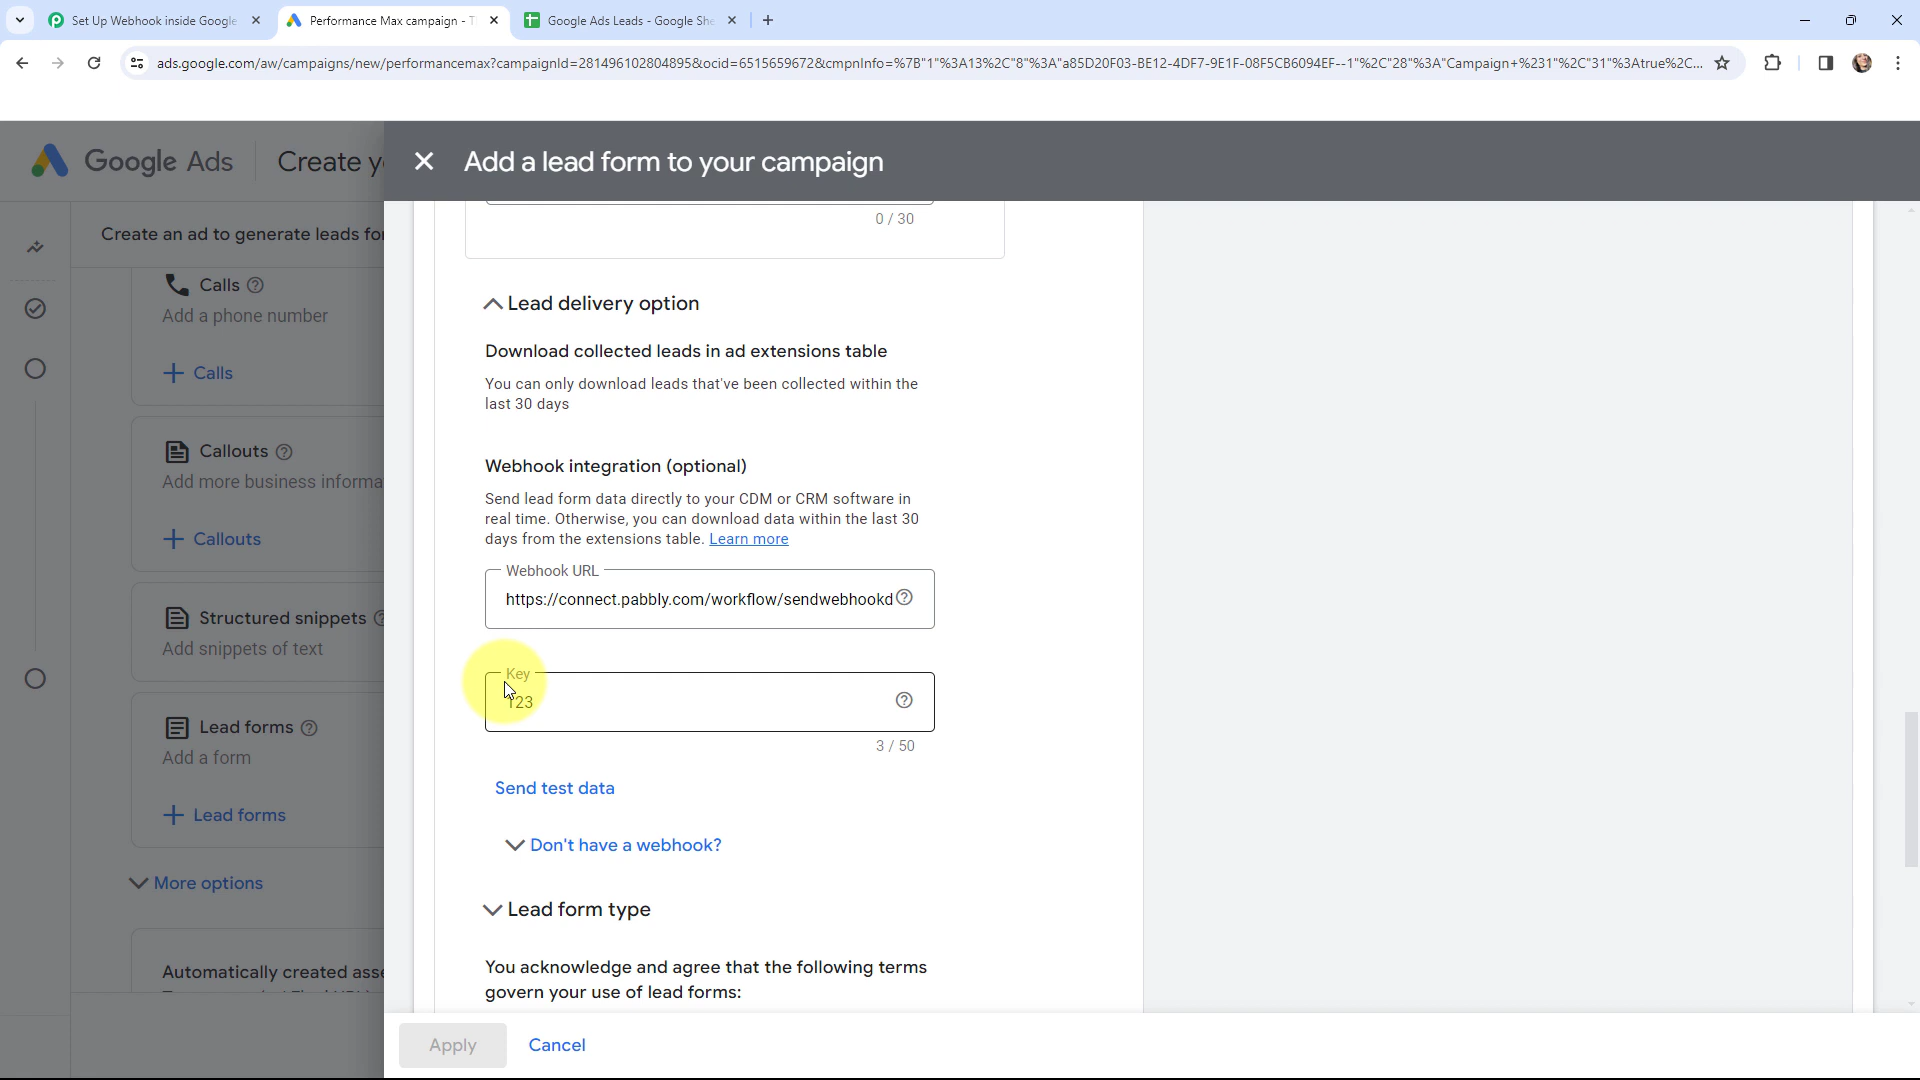 Set Up Webhook inside Google
Performance Max campaign - T
Google Ads Leads - Google She
ads.google.com/aw/campaigns/new/performancemax?campaignId=281496102804895&ocid=6515659672&cmpnInfo=%7B"1"%3A13%2C"8"%3A"a85D20F03-BE12-4DF7-9E1F-08F5CB6094EF--1"%2C"28"%3A"Campaign+%231"%2C"31"%3Atrue%2C...
Google Ads
Create yo
Add a lead form to your campaign
Create an ad to generate leads for
Calls
Add a phone number
Calls
Callouts
Add more business informa
Callouts
Structured snippets
Add snippets of text
Lead forms
Add a form
Lead forms
More options
Automatically created asse
0 / 30
Lead delivery option
Download collected leads in ad extensions table
You can only download leads that've been collected within the
last 30 days
Webhook integration (optional)
Send lead form data directly to your CDM or CRM software in
real time. Otherwise, you can download data within the last 30
days from the extensions table. Learn more
Webhook URL
https://connect.pabbly.com/workflow/sendwebhookd
Key
123
3 / 50
Send test data
Don't have a webhook?
Lead form type
You acknowledge and agree that the following terms
govern your use of lead forms:
Apply
Cancel